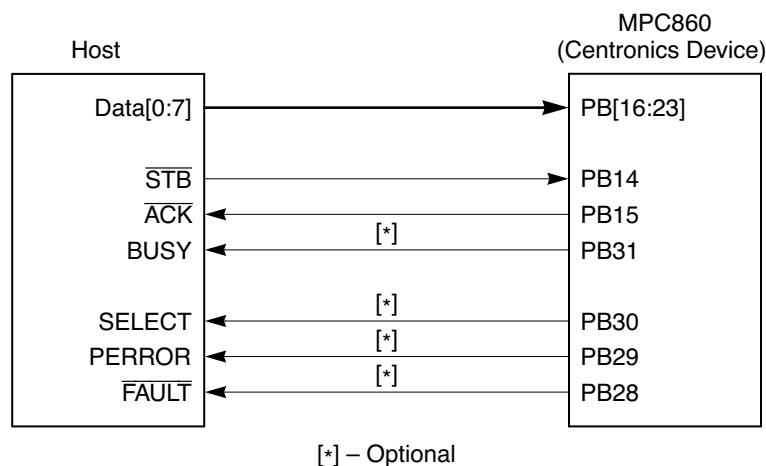 MPC860
Host
(Centronics Device)
Data[0:7]
PB[16:23]
STB
PB14
ACK
PB15
[*]
BUSY
PB31
[*]
SELECT
PB30
[*]
PERROR
PB29
[*]
FAULT
PB28
[*] – Optional